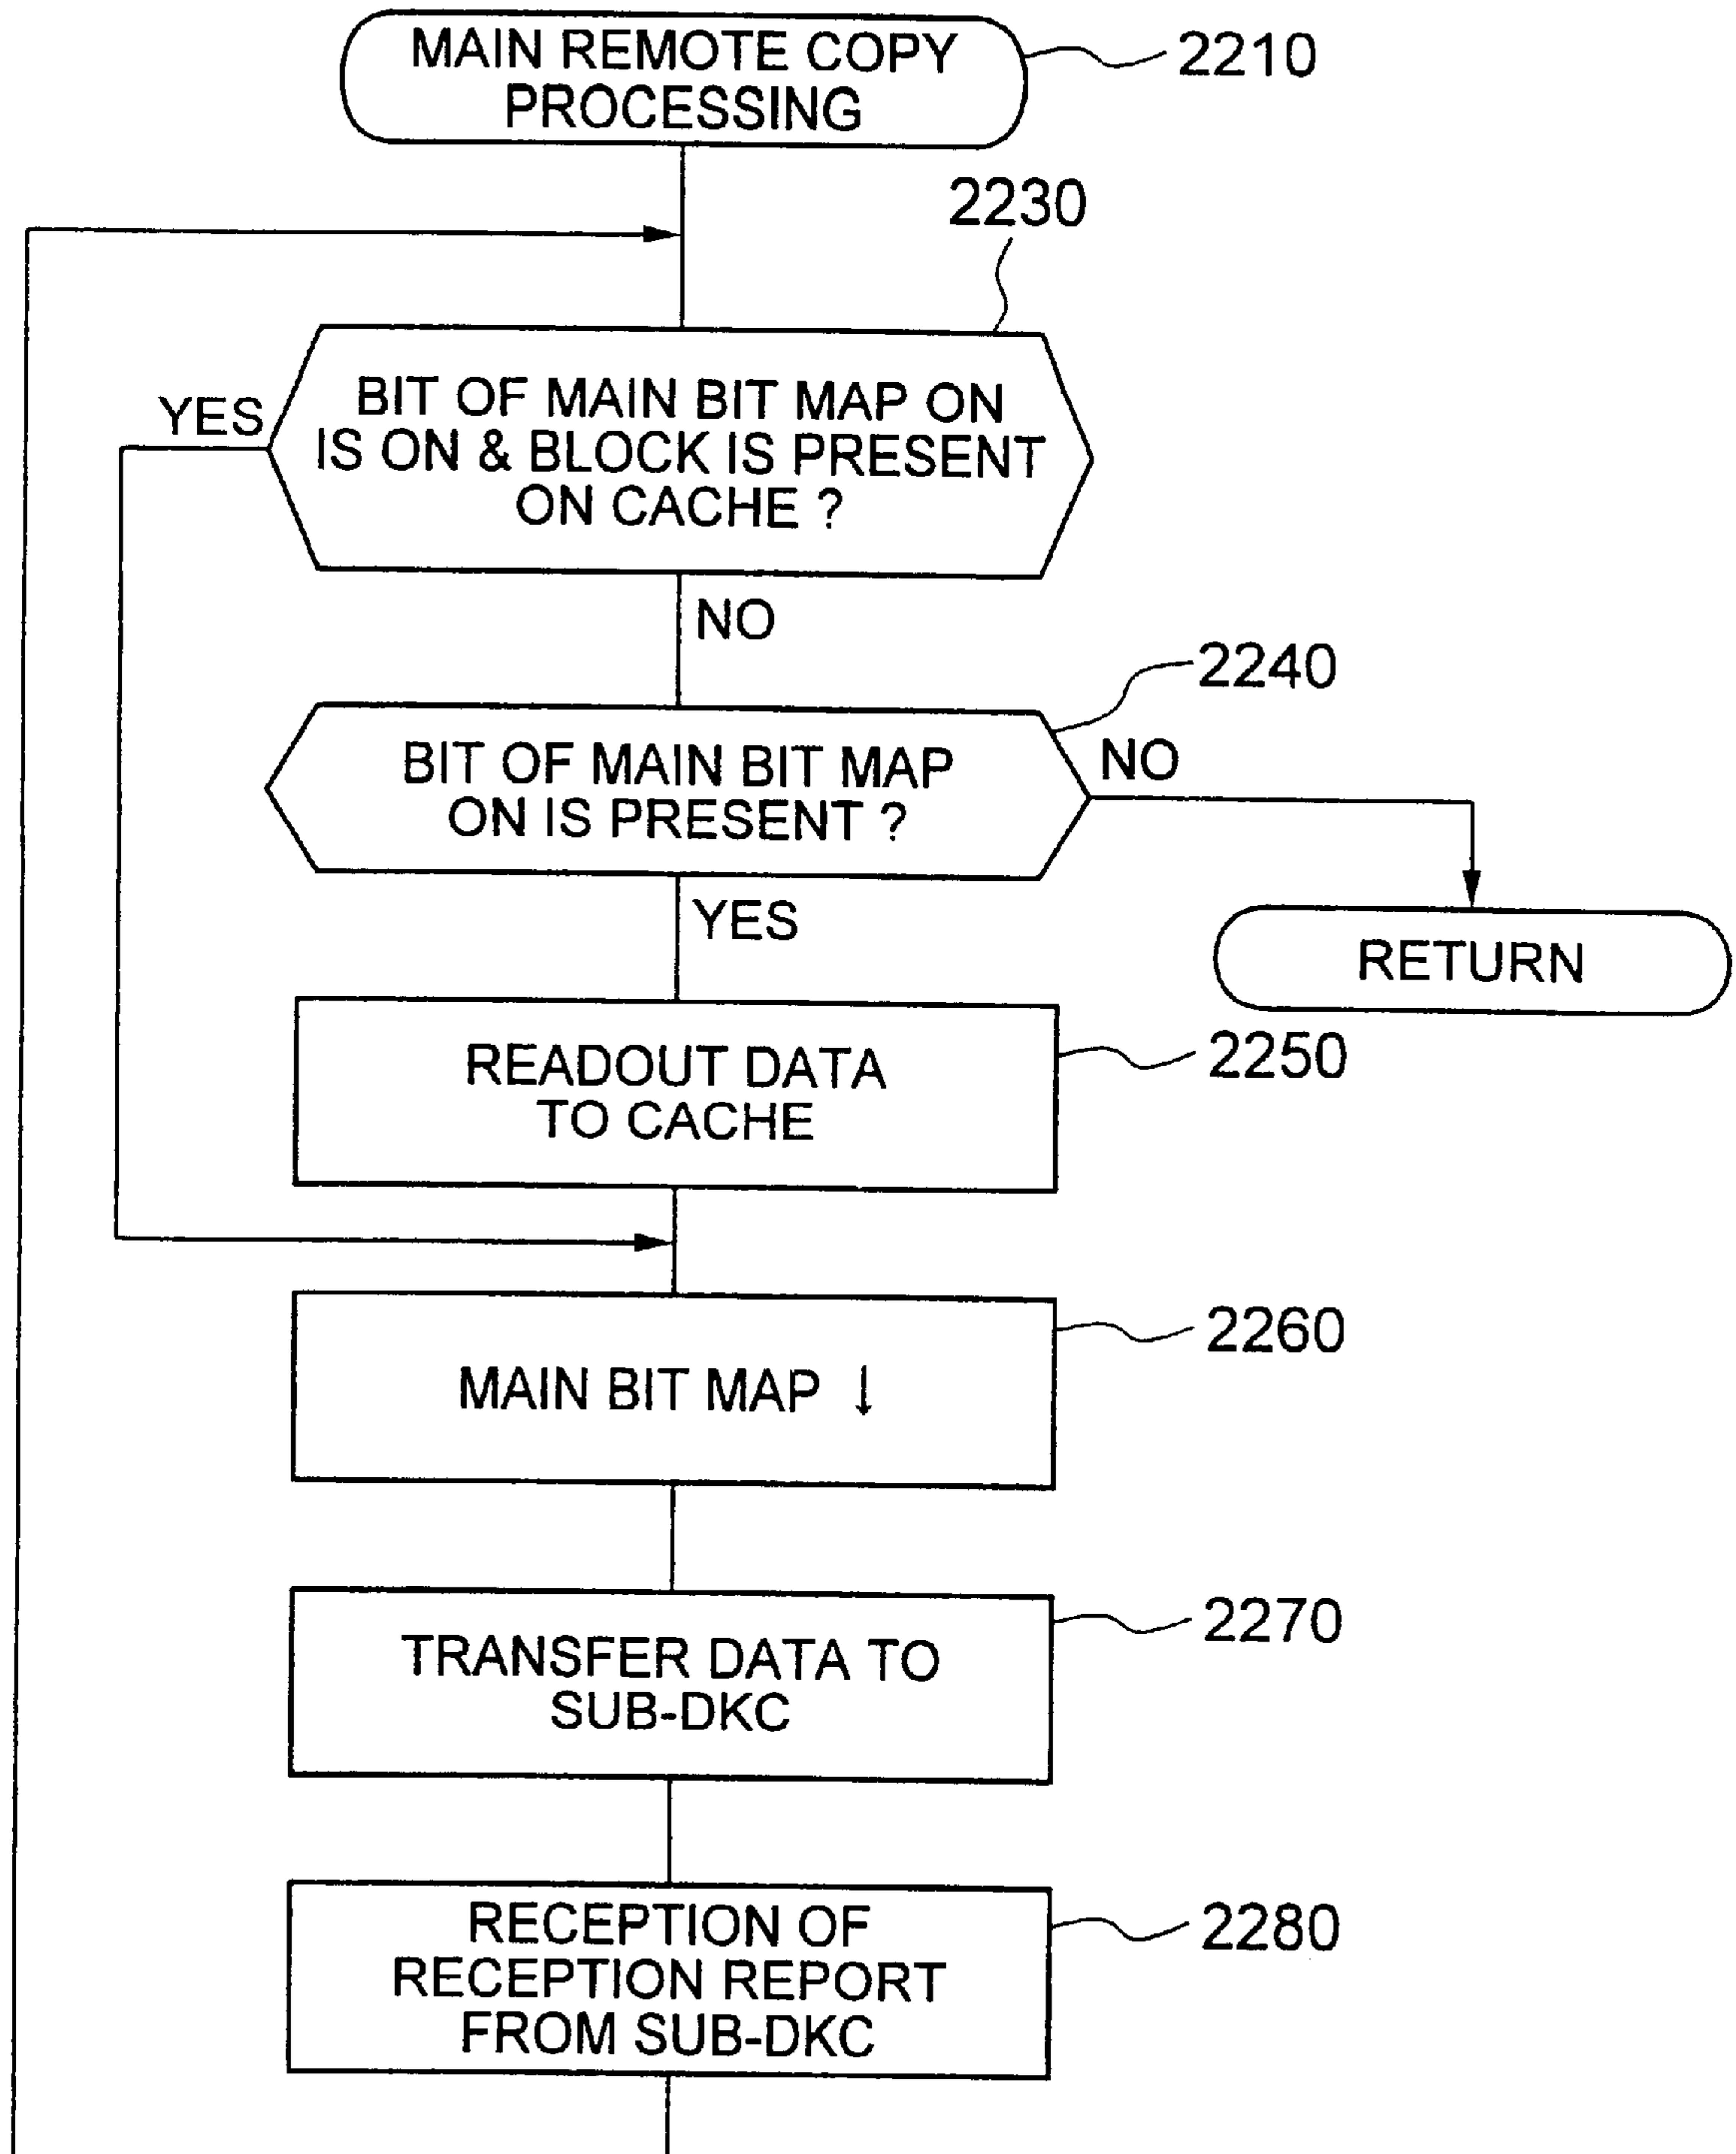 MAIN REMOTE COPY
PROCESSING
2210
2230
BIT OF MAIN BIT MAP ON
IS ON & BLOCK IS PRESENT
ON CACHE ?
YES
NO
2240
BIT OF MAIN BIT MAP
ON IS PRESENT ?
NO
YES
RETURN
READOUT DATA
TO CACHE
2250
MAIN BIT MAP ↓
2260
TRANSFER DATA TO
SUB-DKC
2270
RECEPTION OF
RECEPTION REPORT
FROM SUB-DKC
2280